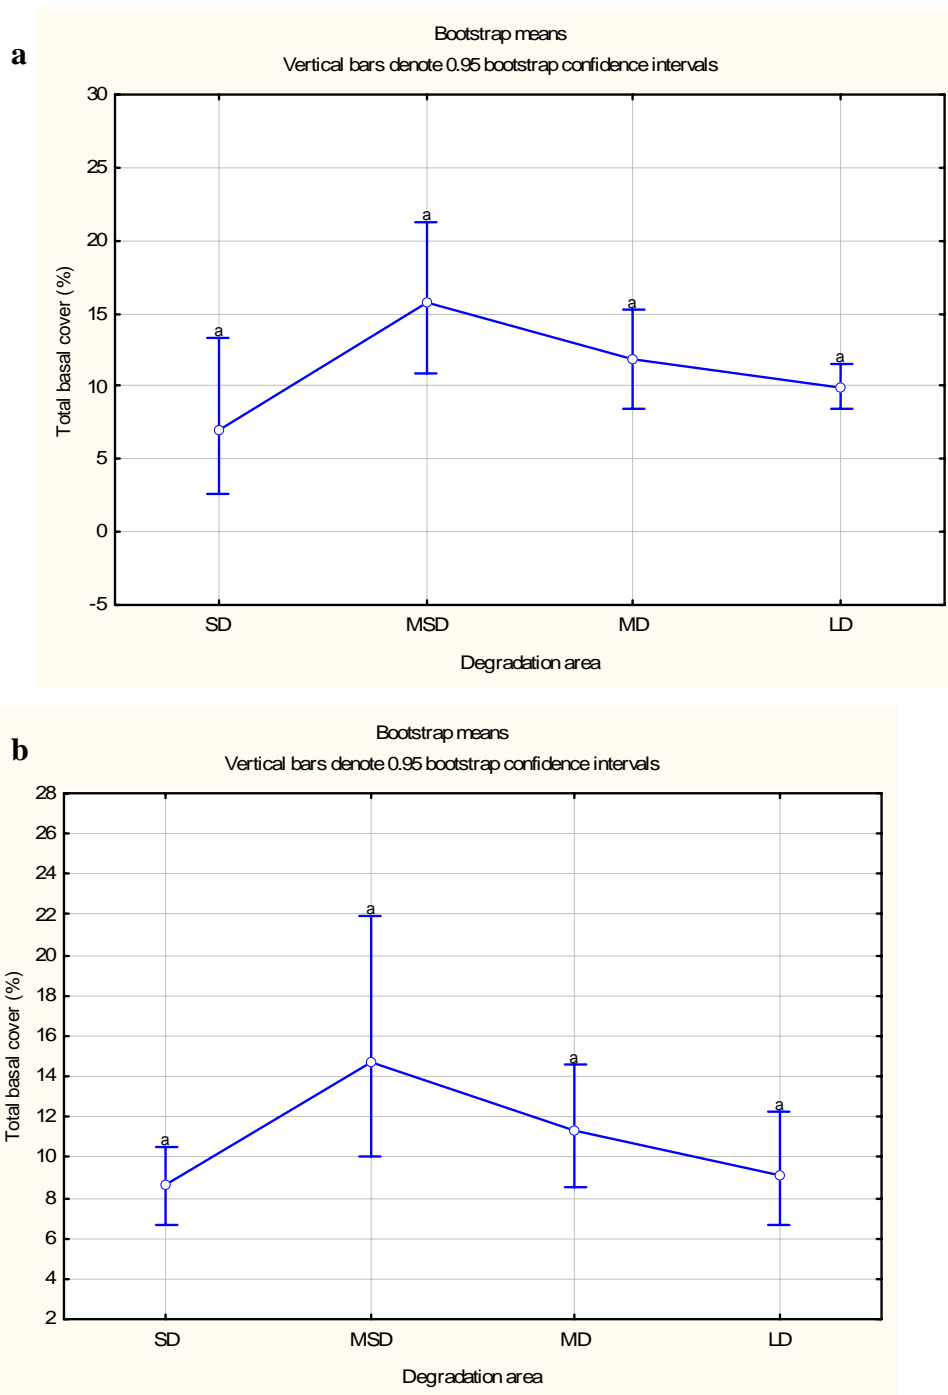 a
Bootstrap means
Vertical bars denote 0.95 bootstrap confidence intervals
30
25
20
15
10
5
0
-5
Total basal cover (%)
a
a
a
a
SD MSD MD LD
Degradation area
b
Bootstrap means
Vertical bars denote 0.95 bootstrap confidence intervals
28
26
24
22
20
18
16
14
12
10
8
6
4
2
Total basal cover (%)
a
a
a
a
SD MSD MD LD
Degradation area